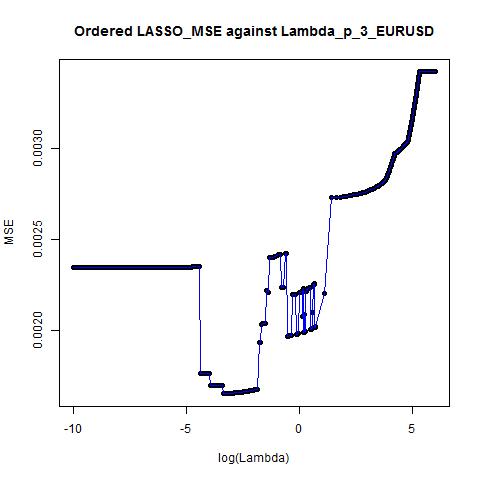 Ordered LASSO_MSE against Lambda_p_3_EURUSD
MSE
0.0030
0.0025
0.0020
-10 -5 0 5
log(Lambda)